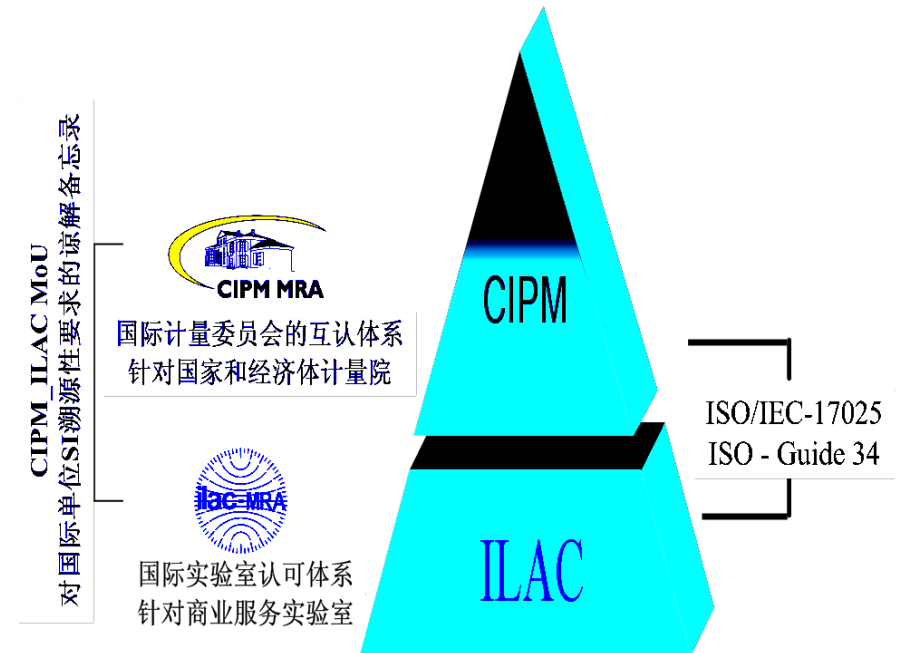 CIPM_ILAC MoU
对国际单位SI溯源性要求的谅解备忘录
CIPM MRA
国际计量委员会的互认体系
针对国家和经济体计量院
ilac-MRA
国际实验室认可体系
针对商业服务实验室
CIPM
ILAC
ISO/IEC-17025
ISO - Guide 34